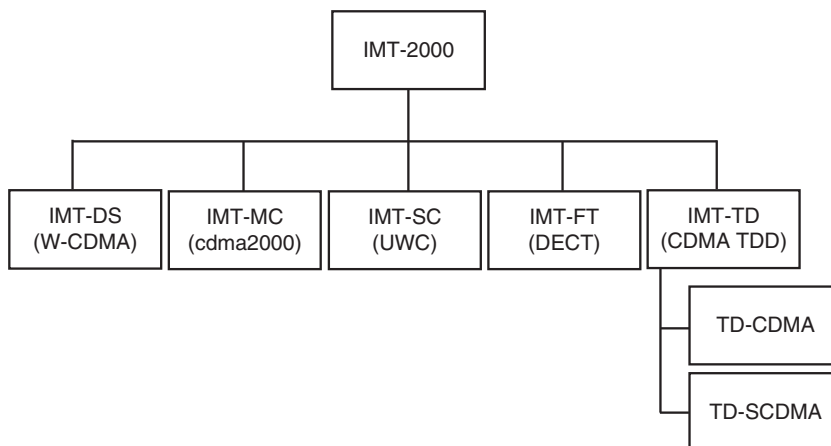 IMT-2000
IMT-DS
(W-CDMA)
IMT-MC
(cdma2000)
IMT-SC
(UWC)
IMT-FT
(DECT)
IMT-TD
(CDMA TDD)
TD-CDMA
TD-SCDMA